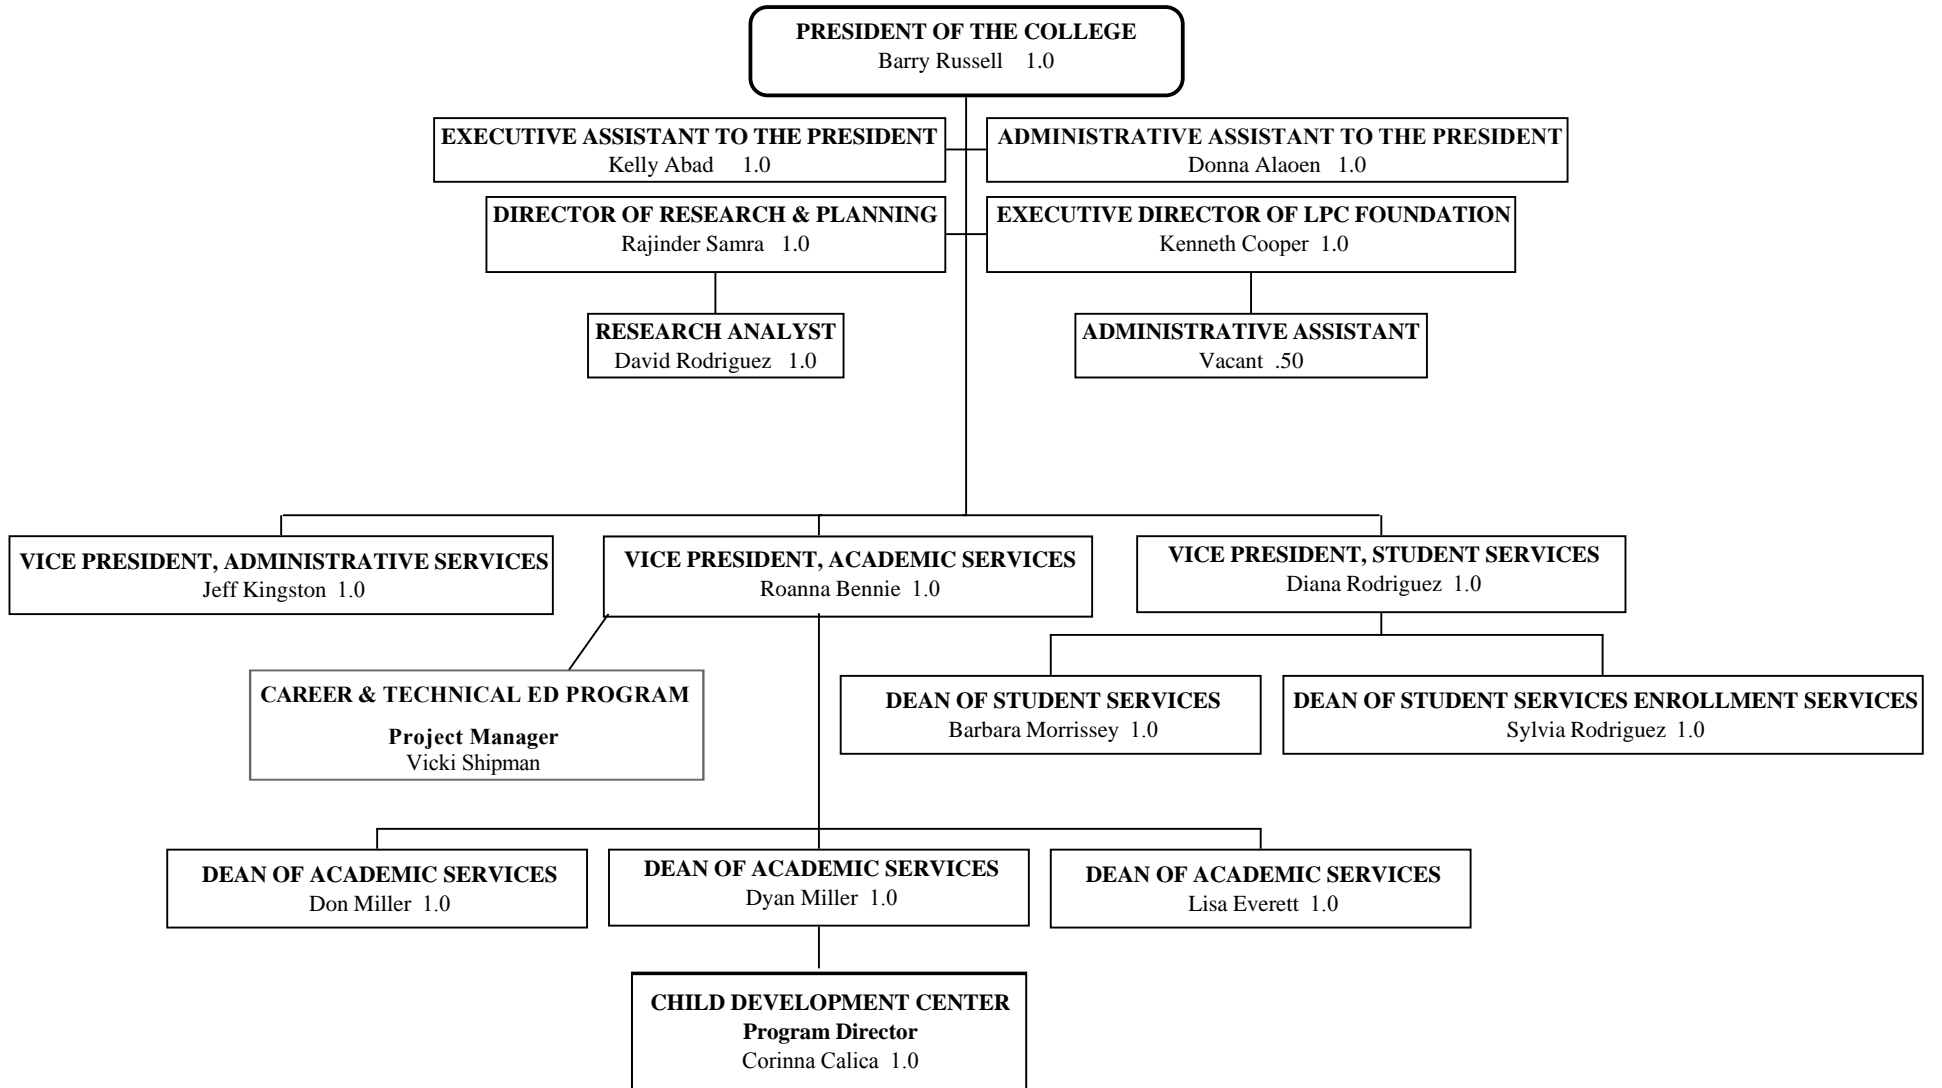 PRESIDENT OF THE COLLEGE
Barry Russell 1.0
EXECUTIVE ASSISTANT TO THE PRESIDENT
Kelly Abad 1.0
ADMINISTRATIVE ASSISTANT TO THE PRESIDENT
Donna Alaoen 1.0
DIRECTOR OF RESEARCH & PLANNING
Rajinder Samra 1.0
EXECUTIVE DIRECTOR OF LPC FOUNDATION
Kenneth Cooper 1.0
RESEARCH ANALYST
David Rodriguez 1.0
ADMINISTRATIVE ASSISTANT
Vacant .50
VICE PRESIDENT, ADMINISTRATIVE SERVICES
Jeff Kingston 1.0
VICE PRESIDENT, ACADEMIC SERVICES
Roanna Bennie 1.0
VICE PRESIDENT, STUDENT SERVICES
Diana Rodriguez 1.0
CAREER & TECHNICAL ED PROGRAM
Project Manager
Vicki Shipman
DEAN OF STUDENT SERVICES
Barbara Morrissey 1.0
DEAN OF STUDENT SERVICES ENROLLMENT SERVICES
Sylvia Rodriguez 1.0
DEAN OF ACADEMIC SERVICES
Don Miller 1.0
DEAN OF ACADEMIC SERVICES
Dyan Miller 1.0
DEAN OF ACADEMIC SERVICES
Lisa Everett 1.0
CHILD DEVELOPMENT CENTER
Program Director
Corinna Calica 1.0